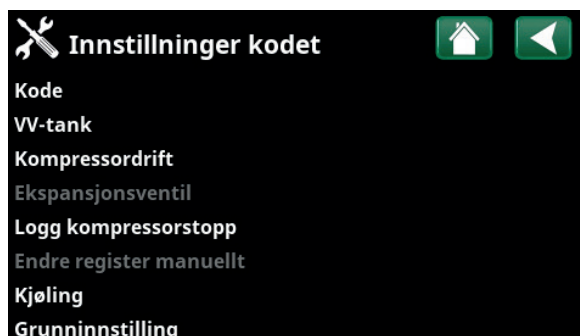 Innstillninger kodet
Kode
VV-tank
Kompressordrift
Ekspansjonsventil
Logg kompressorstopp
Endre register manuellt
Kjøling
Grunninnstilling